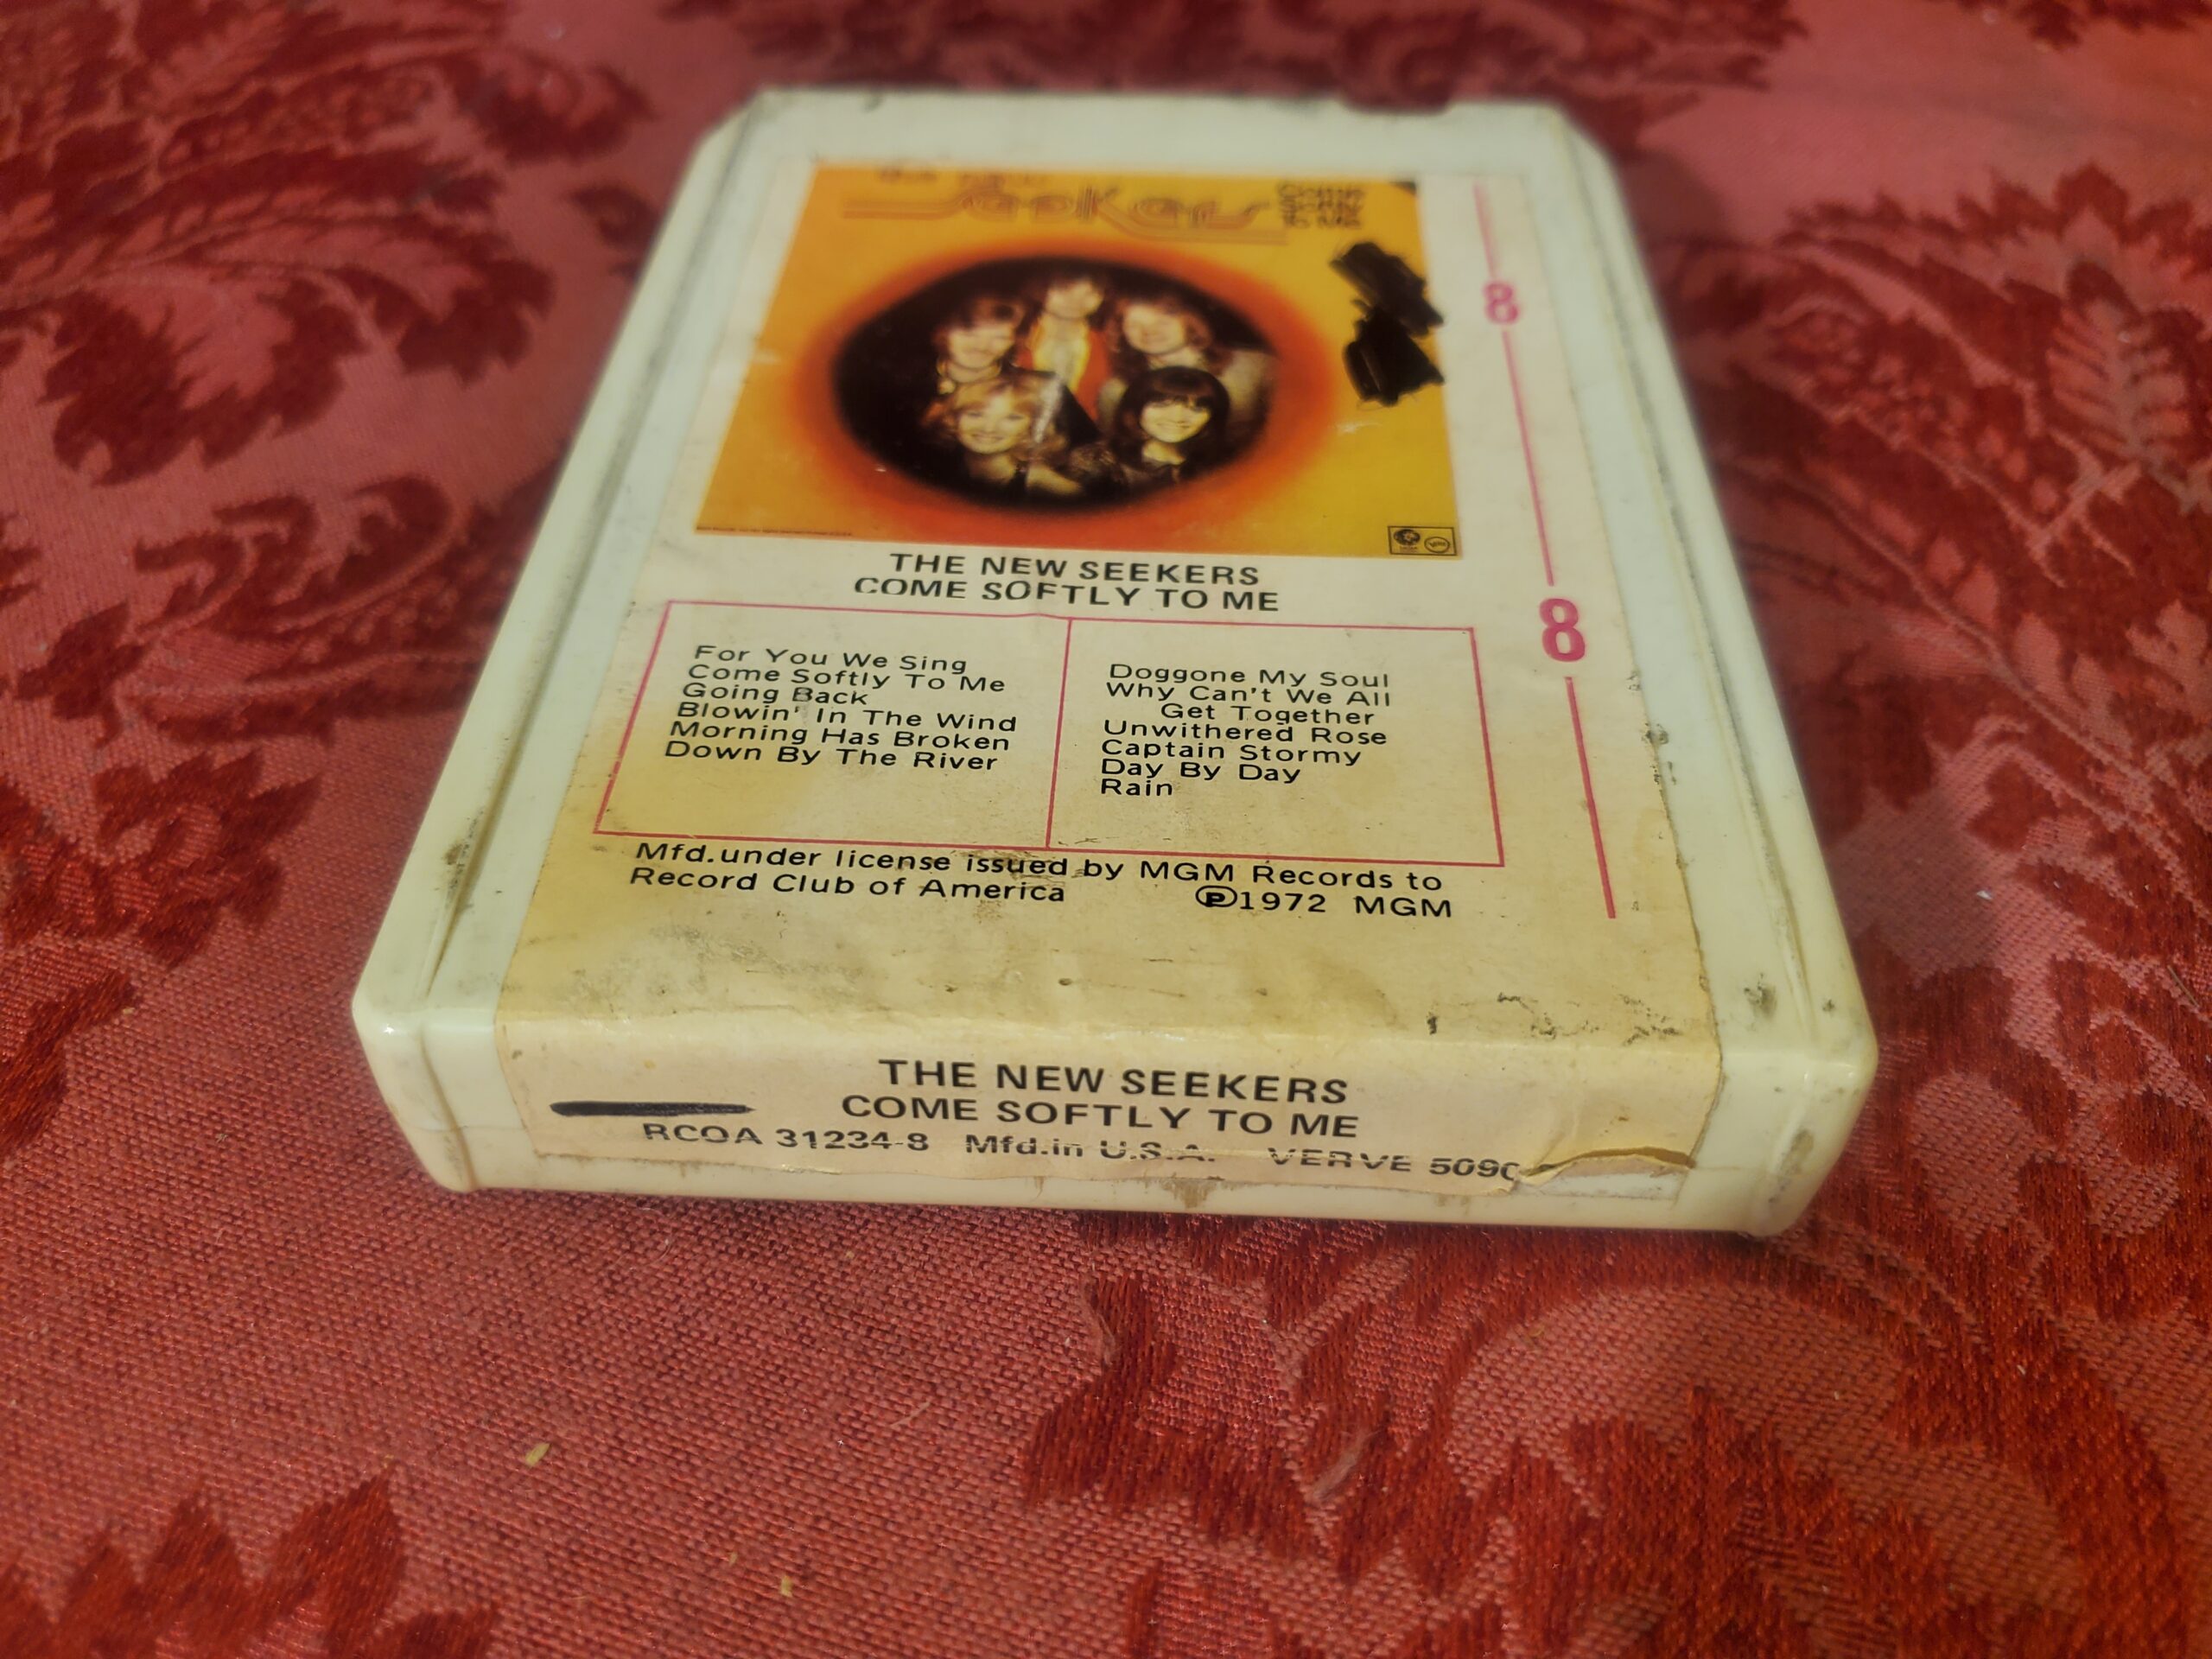 Seekers
8
8
THE NEW SEEKERS
COME SOFTLY TO ME
For You We Sing
Come Softly To Me
Going Back
Blowin' In The Wind
Morning Has Broken
Down By The River
Doggone My Soul
Why Can't We All
Get Together
Unwithered Rose
Captain Stormy
Day By Day
Rain
Mfd.under license issued by MGM Records to
Record Club of America
Ⓟ1972 MGM
THE NEW SEEKERS
COME SOFTLY TO ME
RCOA 31234-8 Mfd.in U.S.A. VERVE 5090